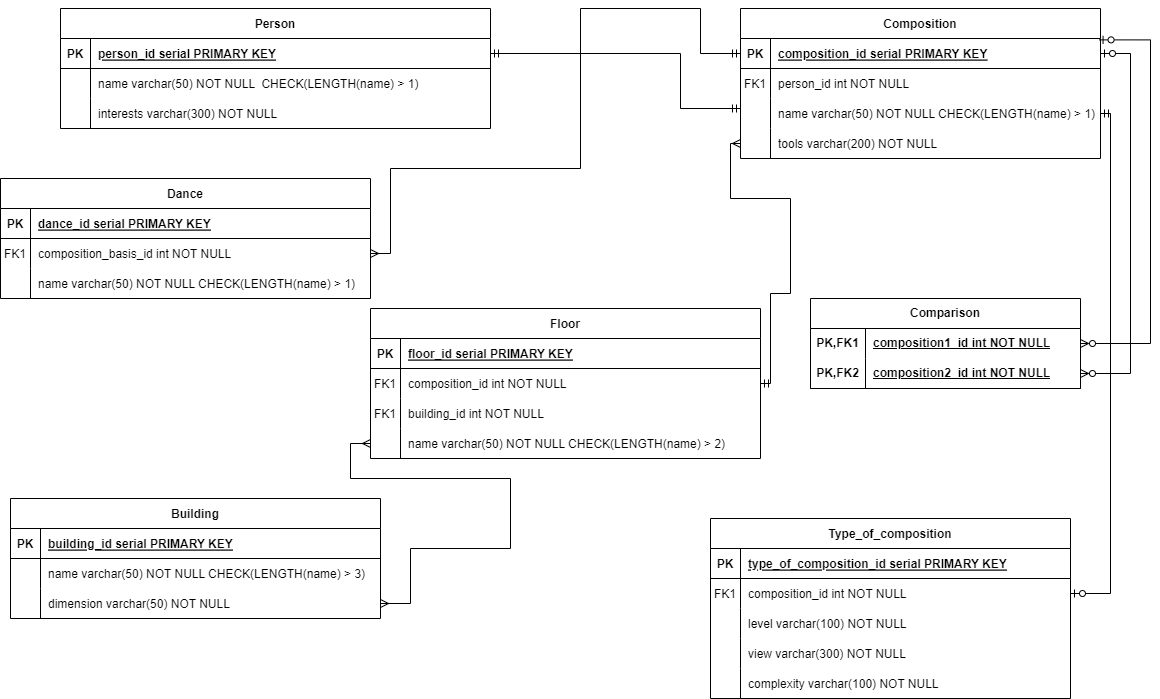 Person
PK person_id serial PRIMARY KEY
name varchar(50) NOT NULL  CHECK(LENGTH(name) > 1)
interests varchar(300) NOT NULL
Composition
PK composition_id serial PRIMARY KEY
FK1 person_id int NOT NULL
name varchar(50) NOT NULL CHECK(LENGTH(name) > 1)
tools varchar(200) NOT NULL
Dance
PK dance_id serial PRIMARY KEY
FK1 composition_basis_id int NOT NULL
name varchar(50) NOT NULL CHECK(LENGTH(name) > 1)
Floor
PK floor_id serial PRIMARY KEY
FK1 composition_id int NOT NULL
FK1 building_id int NOT NULL
name varchar(50) NOT NULL CHECK(LENGTH(name) > 2)
Comparison
PK,FK1 composition1_id int NOT NULL
PK,FK2 composition2_id int NOT NULL
Building
PK building_id serial PRIMARY KEY
name varchar(50) NOT NULL CHECK(LENGTH(name) > 3)
dimension varchar(50) NOT NULL
Type_of_composition
PK type_of_composition_id serial PRIMARY KEY
FK1 composition_id int NOT NULL
level varchar(100) NOT NULL
view varchar(300) NOT NULL
complexity varchar(100) NOT NULL